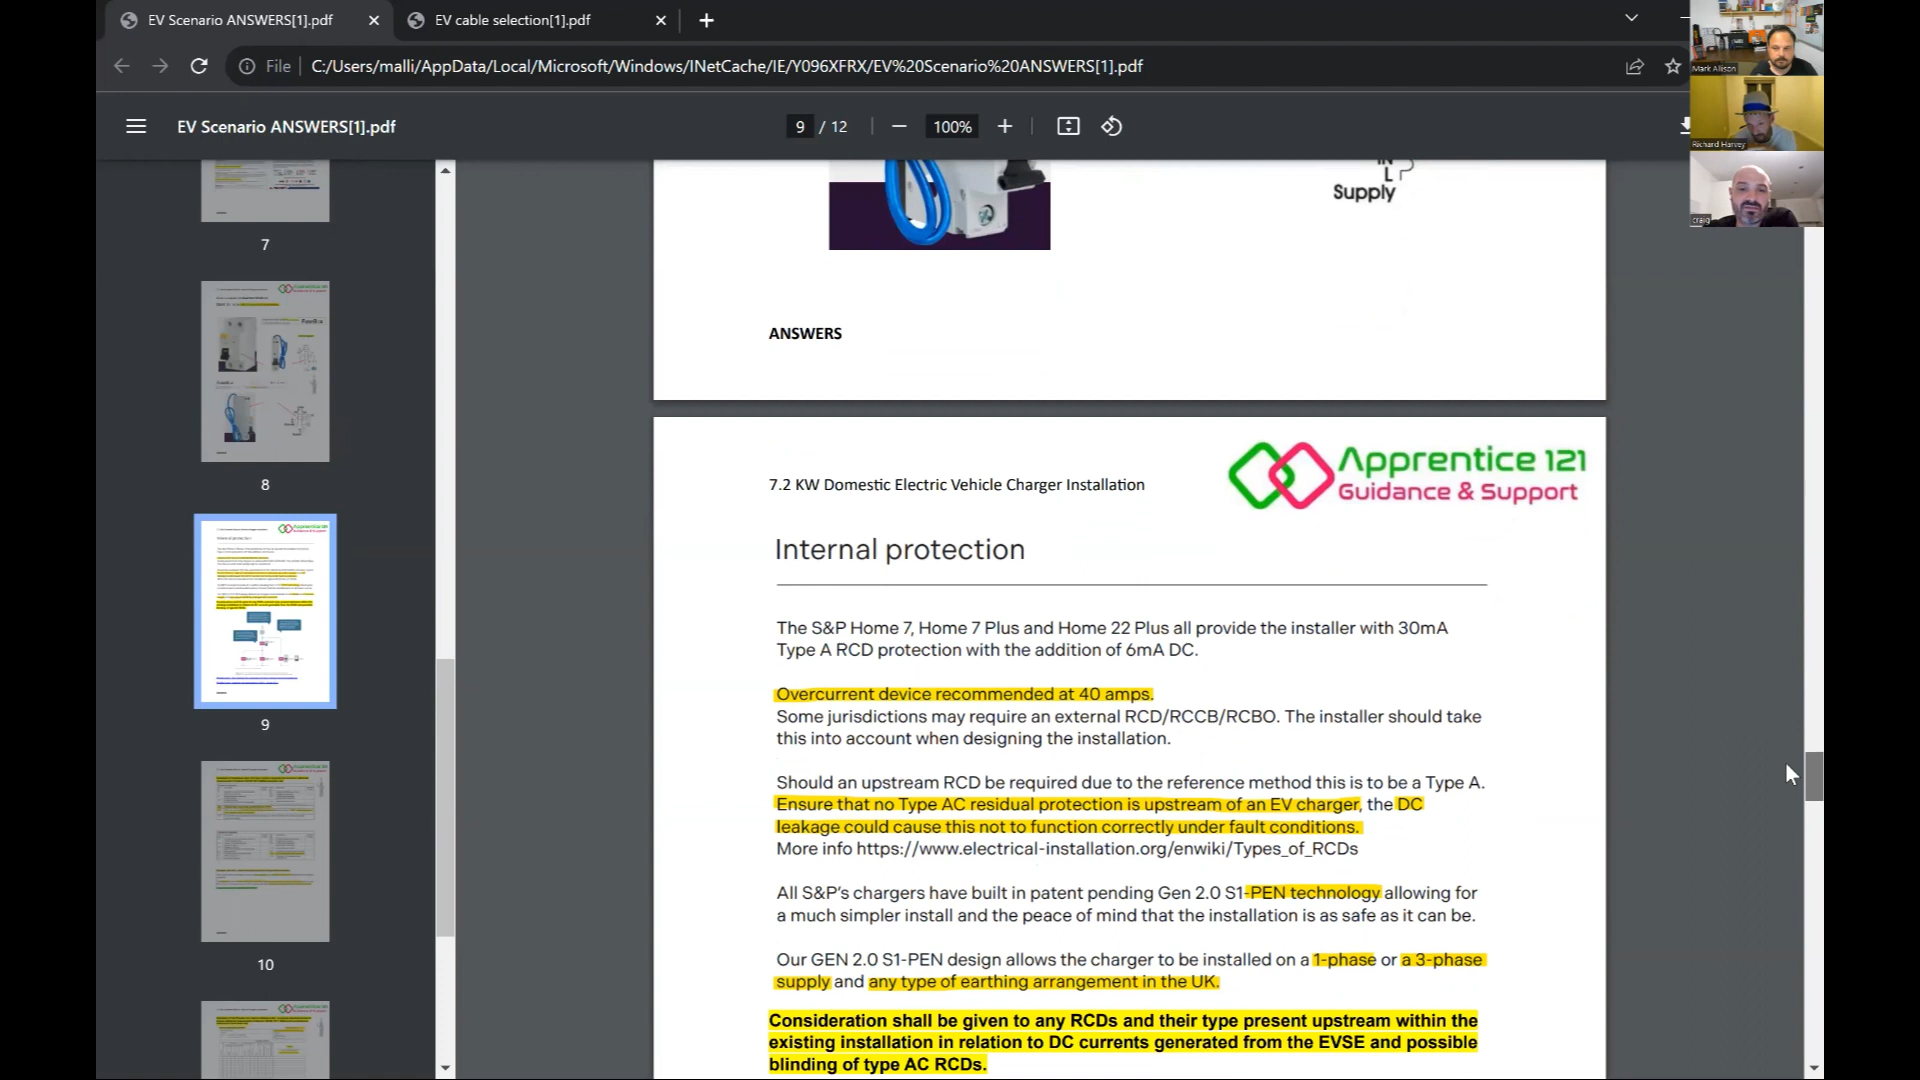 EV Scenario ANSWERS[1].pdf
EV cable selection[1].pdf
File
C:/Users/malli/AppData/Local/Microsoft/Windows/INetCache/IE/Y096XFRX/EV%20Scenario%20ANSWERS[1].pdf
Mark Allison
Richard Harvey
craig
EV Scenario ANSWERS[1].pdf
9 / 12
100%
7
8
9
10
L
Supply
ANSWERS
7.2 KW Domestic Electric Vehicle Charger Installation
Apprentice 121
Guidance & Support
Internal protection
The S&P Home 7, Home 7 Plus and Home 22 Plus all provide the installer with 30mA
Type A RCD protection with the addition of 6mA DC.
Overcurrent device recommended at 40 amps.
Some jurisdictions may require an external RCD/RCCB/RCBO. The installer should take
this into account when designing the installation.
Should an upstream RCD be required due to the reference method this is to be a Type A.
Ensure that no Type AC residual protection is upstream of an EV charger, the DC
leakage could cause this not to function correctly under fault conditions.
More info https://www.electrical-installation.org/enwiki/Types_of_RCDs
All S&P's chargers have built in patent pending Gen 2.0 S1-PEN technology allowing for
a much simpler install and the peace of mind that the installation is as safe as it can be.
Our GEN 2.0 S1-PEN design allows the charger to be installed on a 1-phase or a 3-phase
supply and any type of earthing arrangement in the UK.
Consideration shall be given to any RCDs and their type present upstream within the
existing installation in relation to DC currents generated from the EVSE and possible
blinding of type AC RCDs.